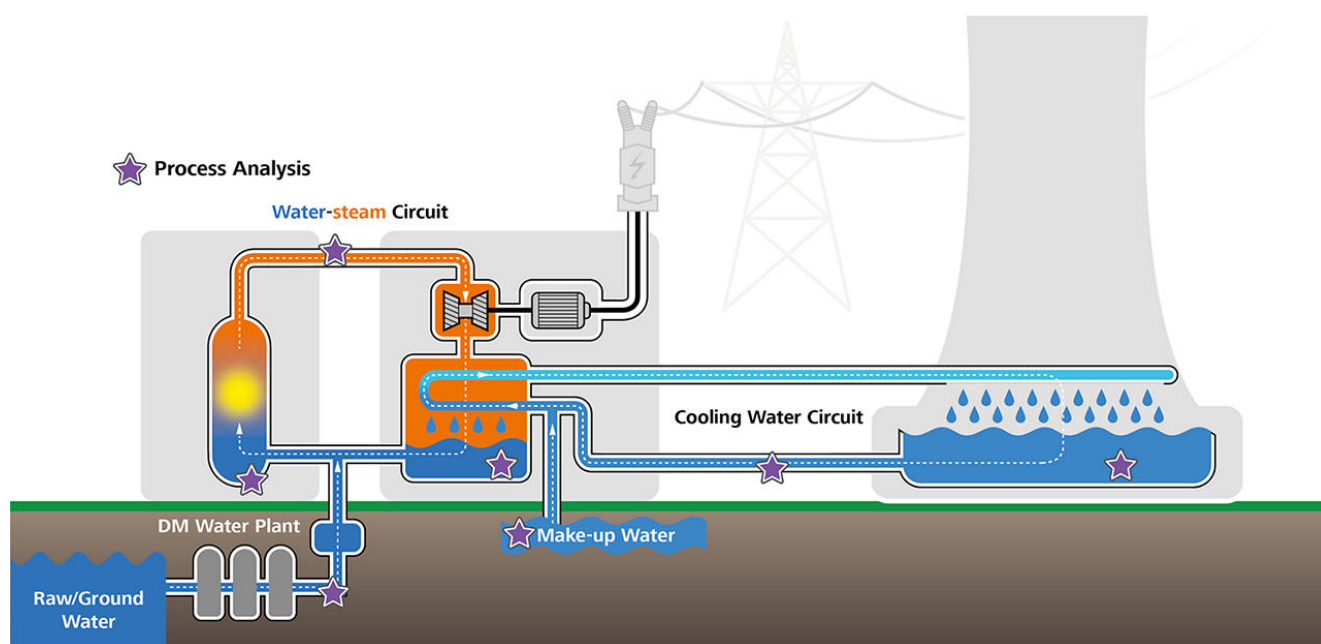 Process Analysis
Water-steam Circuit
Cooling Water Circuit
DM Water Plant
Make-up Water
Raw/Ground
Water